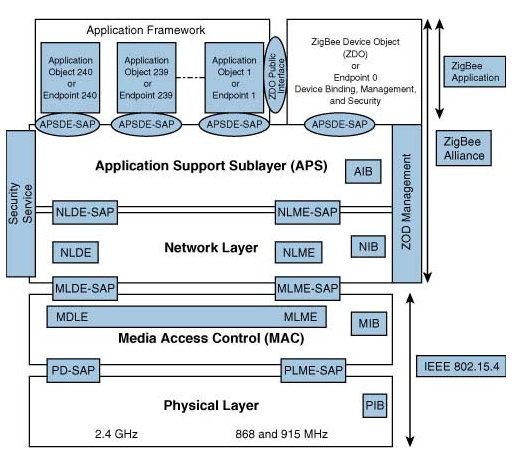 Application Framework
Application
Object 240
or
Endpoint 240
Application
Object 239
or
Endpoint 239
Application
Object 1
or
Endpoint 1
ZDO Public
Interface
ZigBee Device Object
(ZDO)
or
Endpoint 0
Device Binding, Management,
and Security
ZigBee
Application
APSDE-SAP
APSDE-SAP
APSDE-SAP
APSDE-SAP
ZigBee
Alliance
Security
Service
Application Support Sublayer (APS)
AIB
ZOD Management
NLDE-SAP
NLME-SAP
NLDE
Network Layer
NLME
NIB
MLDE-SAP
MLME-SAP
MDLE
MLME
MIB
Media Access Control (MAC)
PD-SAP
PLME-SAP
IEEE 802.15.4
Physical Layer
PIB
2.4 GHz
868 and 915 MHz